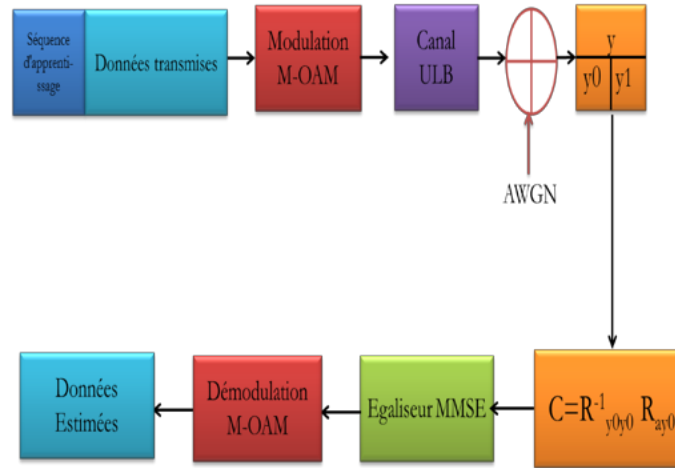 Séquence
d'apprenti-
ssage
Données transmises
Modulation
M-OAM
Canal
ULB
y
y0 y1
AWGN
Données
Estimées
Démodulation
M-OAM
Egaliseur MMSE
C=R⁻¹y0y0 Ray0